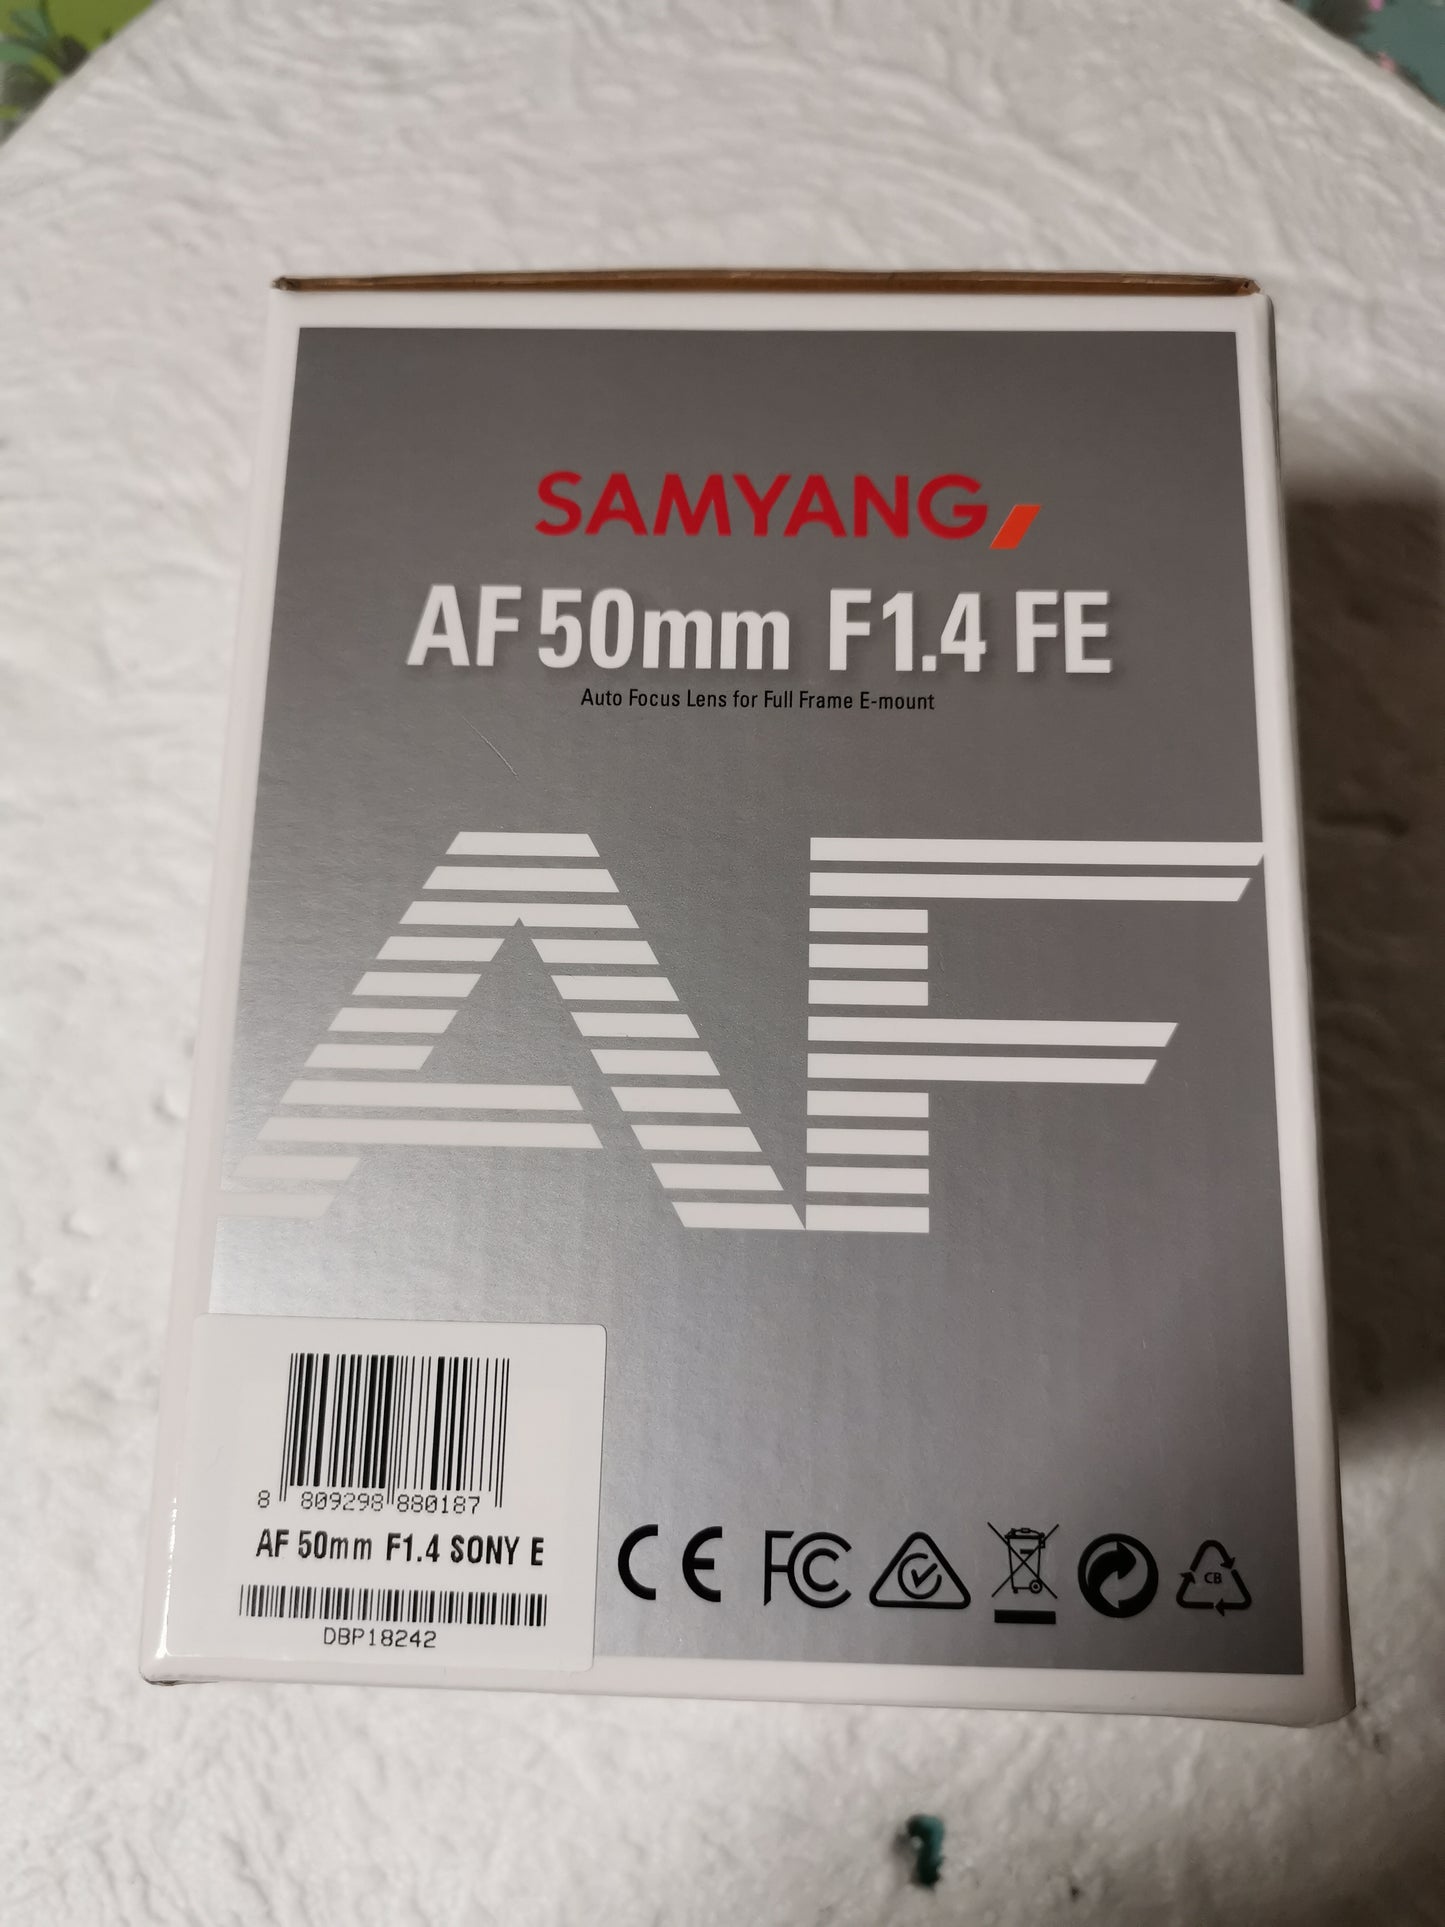 SAMYANG
AF 50mm F1.4 FE
Auto Focus Lens for Full Frame E-mount
AF
8 809298 880187
AF 50mm F1.4 SONY E
DBP18242
CE FC CB